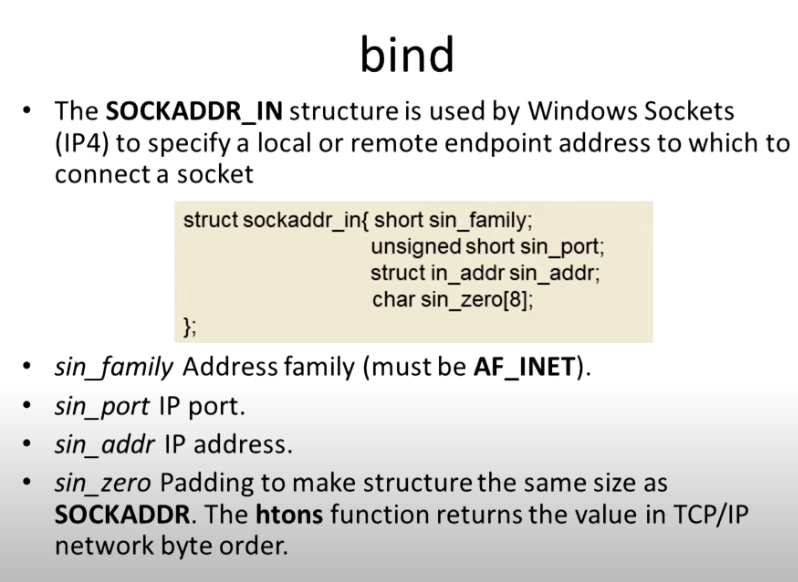 bind
• The SOCKADDR_IN structure is used by Windows Sockets
(IP4) to specify a local or remote endpoint address to which to
connect a socket
struct sockaddr_in{ short sin_family;
unsigned short sin_port;
struct in_addr sin_addr;
char sin_zero[8];
};
• sin_family Address family (must be AF_INET).
• sin_port IP port.
• sin_addr IP address.
• sin_zero Padding to make structure the same size as
SOCKADDR. The htons function returns the value in TCP/IP
network byte order.